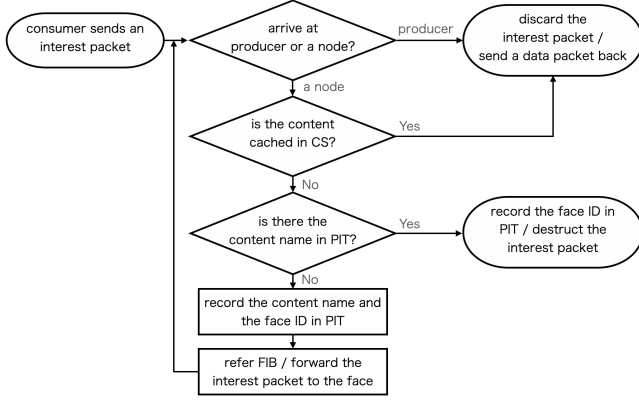 consumer sends an
interest packet
arrive at
producer or a node?
producer
discard the
interest packet /
send a data packet back
a node
is the content
cached in CS?
Yes
No
is there the
content name in PIT?
Yes
record the face ID in
PIT / destruct the
interest packet
No
record the content name and
the face ID in PIT
refer FIB / forward the
interest packet to the face